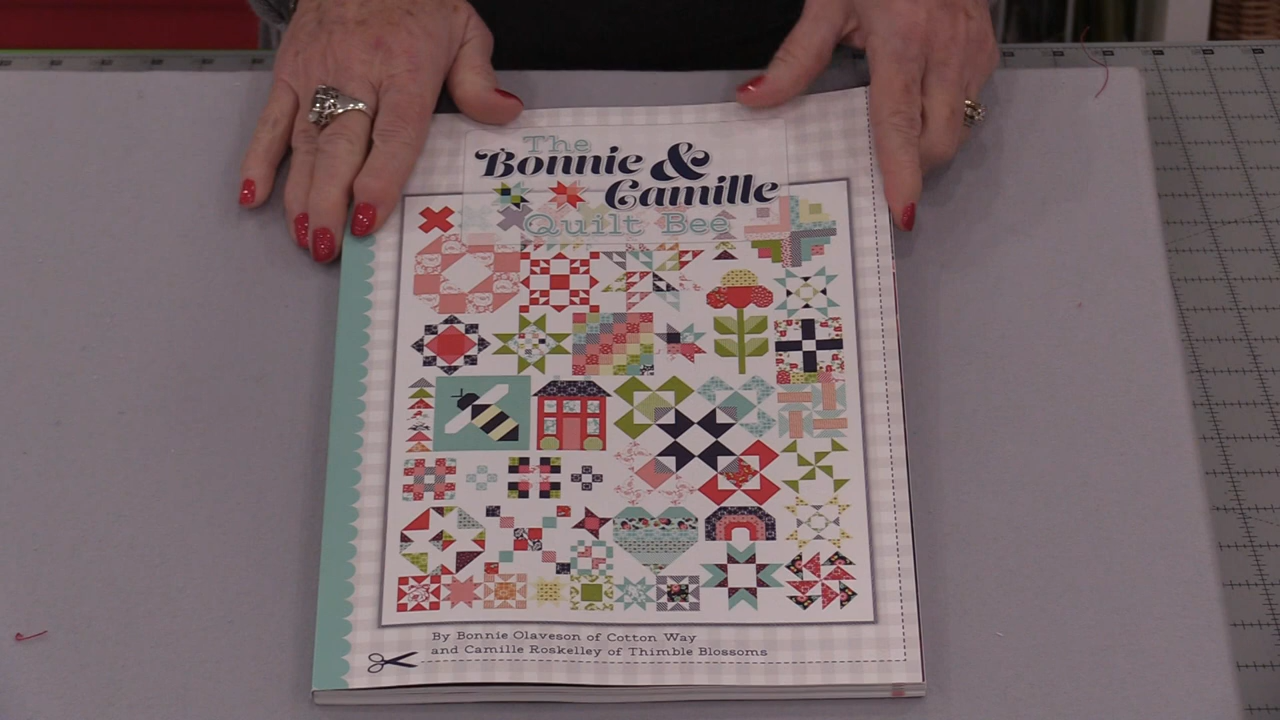 The
Bonnie &
Camille
Quilt Bee
By Bonnie Olaveson of Cotton Way
and Camille Roskelley of Thimble Blossoms